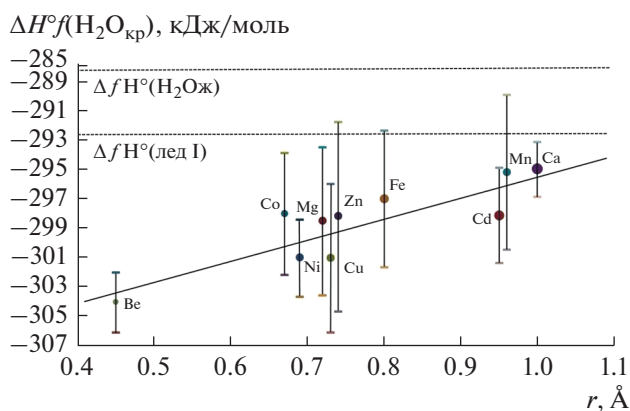 ΔH°f(H₂Oкр), кДж/моль
−285
−289
−291
−293
−295
−297
−299
−301
−303
−305
−307
ΔfH°(H₂Oж)
ΔfH°(лед I)
Be
Co
Ni
Mg
Zn
Cu
Fe
Cd
Mn
Ca
0.4 0.5 0.6 0.7 0.8 0.9 1.0 1.1
r, Å